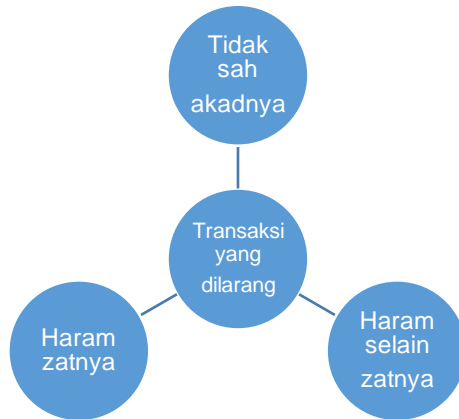 Tidak
sah
akadnya
Transaksi
yang
dilarang
Haram
zatnya
Haram
selain
zatnya